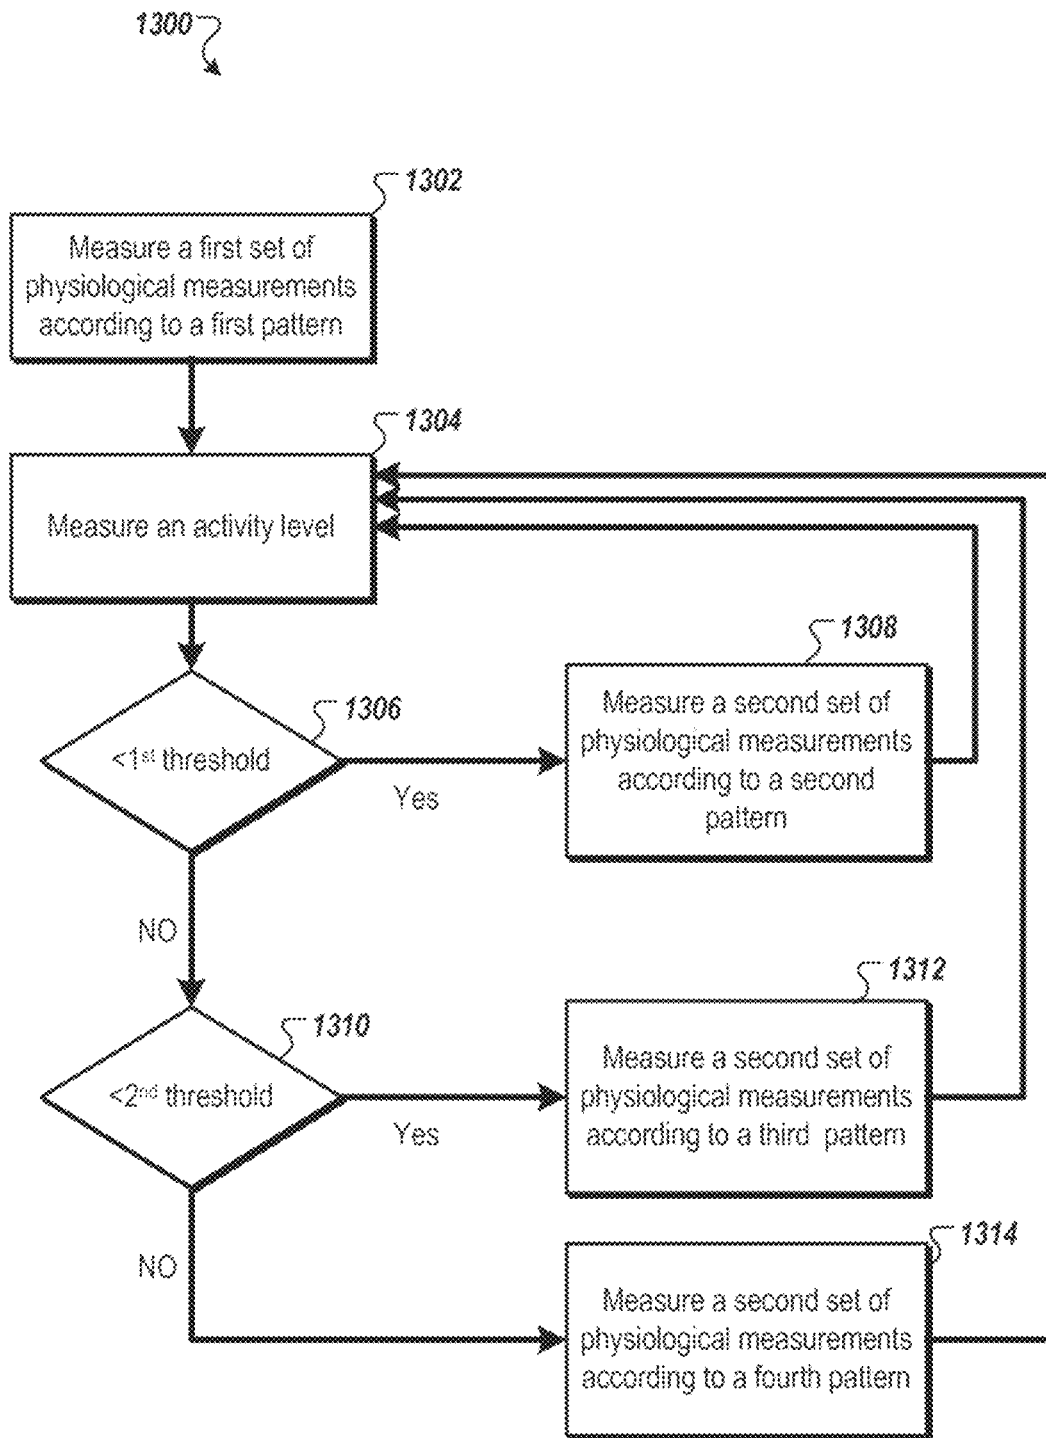 1300
1302
Measure a first set of
physiological measurements
according to a first pattern
1304
Measure an activity level
1306
<1st threshold
Yes
1308
Measure a second set of
physiological measurements
according to a second
pattern
NO
1310
<2nd threshold
Yes
1312
Measure a second set of
physiological measurements
according to a third pattern
NO
1314
Measure a second set of
physiological measurements
according to a fourth pattern